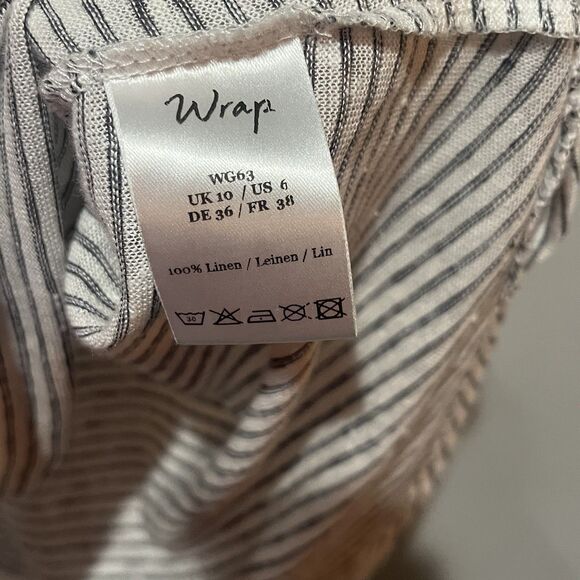 Wrap
WG63
UK 10 / US 6
DE 36 / FR 38
100% Linen / Leinen / Lin
30